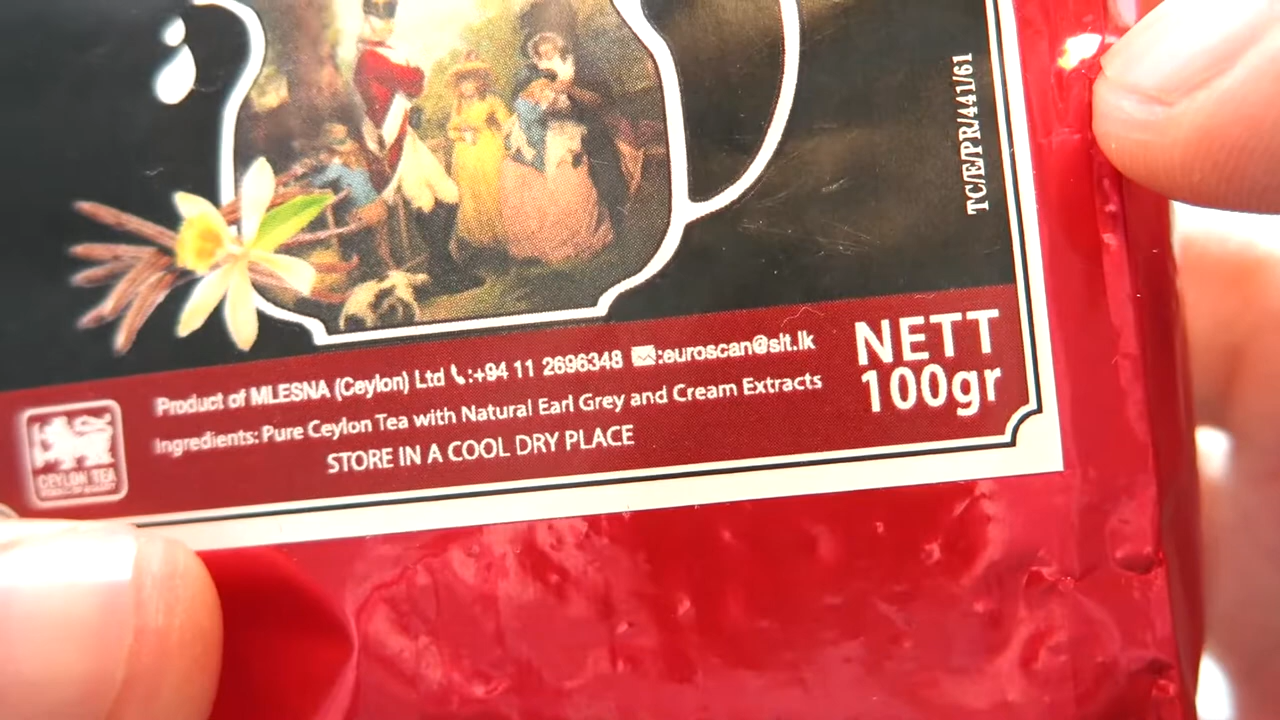 TC/E/PR/441/61
Product of MLESNA (Ceylon) Ltd :+94 11 2696348 :euroscan@slt.lk
Ingredients: Pure Ceylon Tea with Natural Earl Grey and Cream Extracts
STORE IN A COOL DRY PLACE
NETT
100gr
CEYLON TEA